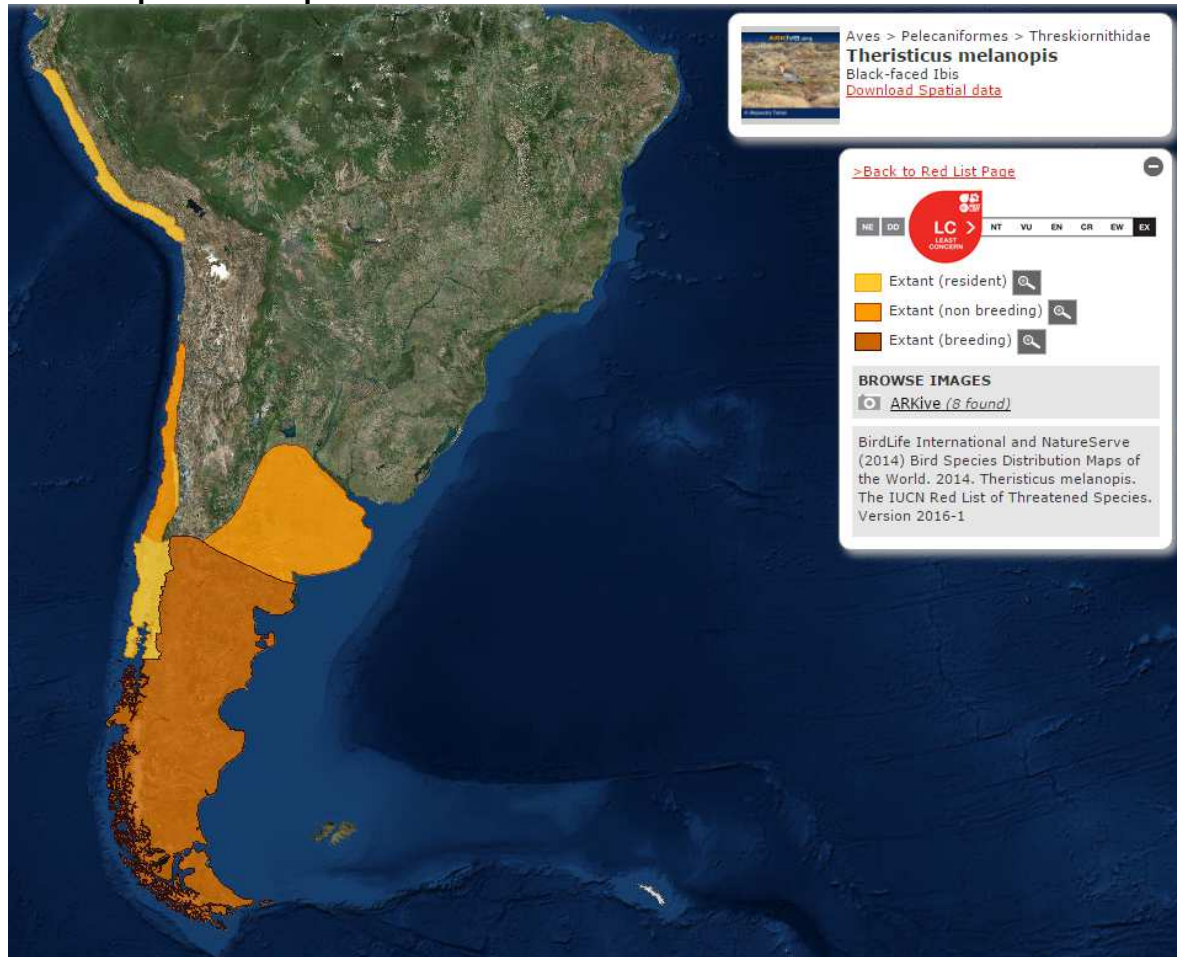 Aves > Pelecaniformes > Threskiornithidae
Theristicus melanopis
Black-faced Ibis
Download Spatial data
>Back to Red List Page
NE DD LC > NT VU EN CR EW EX
LEAST CONCERN
Extant (resident)
Extant (non breeding)
Extant (breeding)
BROWSE IMAGES
ARKive (8 found)
BirdLife International and NatureServe
(2014) Bird Species Distribution Maps of
the World. 2014. Theristicus melanopis.
The IUCN Red List of Threatened Species.
Version 2016-1